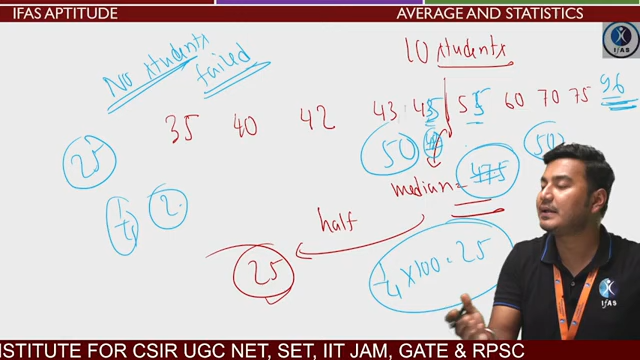 IFAS APTITUDE
AVERAGE AND STATISTICS
No students
failed
10 students
35 40 42 43 45 55 60 70 75 96
25
50
50
median =
half
25
1/4 × 100 = 25
1/4
2
iFAS
iFAS
INSTITUTE FOR CSIR UGC NET, SET, IIT JAM, GATE & RPSC